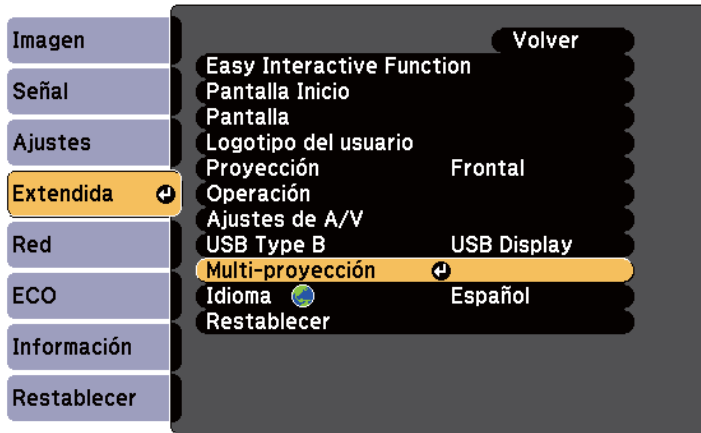 Imagen
Señal
Ajustes
Extendida
Red
ECO
Información
Restablecer
Volver
Easy Interactive Function
Pantalla Inicio
Pantalla
Logotipo del usuario
Proyección Frontal
Operación
Ajustes de A/V
USB Type B USB Display
Multi-proyección
Idioma Español
Restablecer